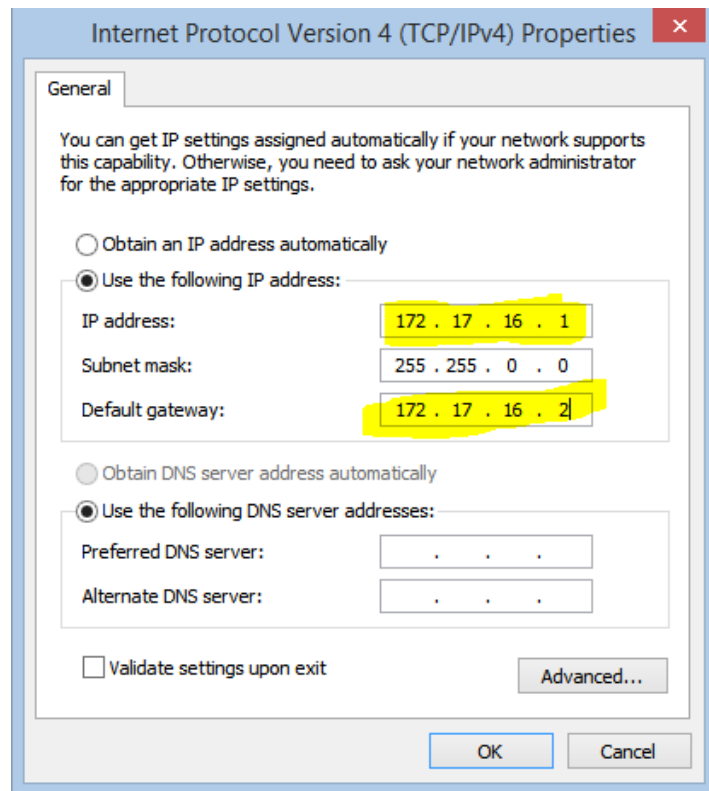 Internet Protocol Version 4 (TCP/IPv4) Properties
General
You can get IP settings assigned automatically if your network supports
this capability. Otherwise, you need to ask your network administrator
for the appropriate IP settings.
Obtain an IP address automatically
Use the following IP address:
IP address: 172 . 17 . 16 . 1
Subnet mask: 255 . 255 . 0 . 0
Default gateway: 172 . 17 . 16 . 2
Obtain DNS server address automatically
Use the following DNS server addresses:
Preferred DNS server: . . .
Alternate DNS server: . . .
Validate settings upon exit
Advanced...
OK Cancel